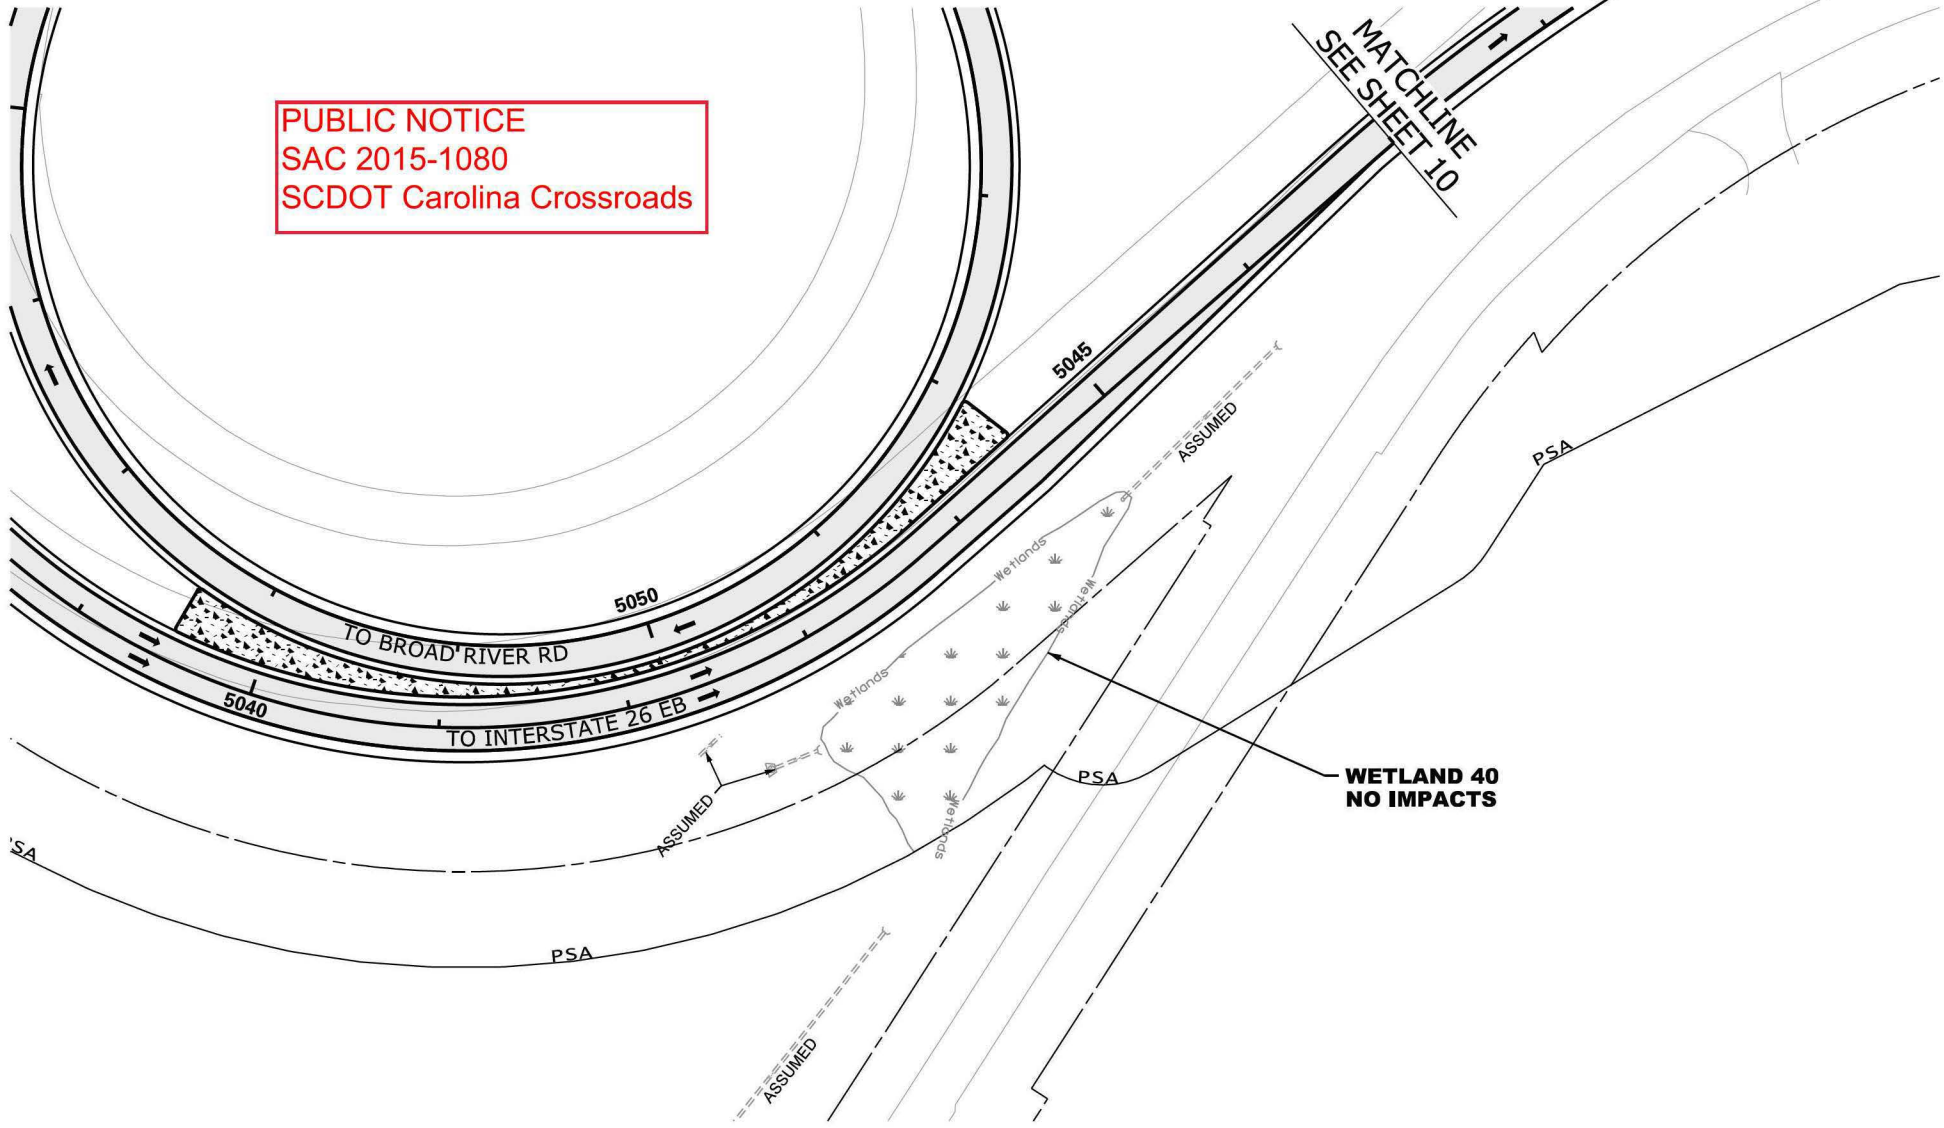 PUBLIC NOTICE
SAC 2015-1080
SCDOT Carolina Crossroads
MATCHLINE
SEE SHEET 10
5045
ASSUMED
PSA
Wetlands
Wetlands
5050
TO BROAD RIVER RD
Wetlands
5040
TO INTERSTATE 26 EB
PSA
WETLAND 40
NO IMPACTS
ASSUMED
Wetlands
PSA
PSA
ASSUMED